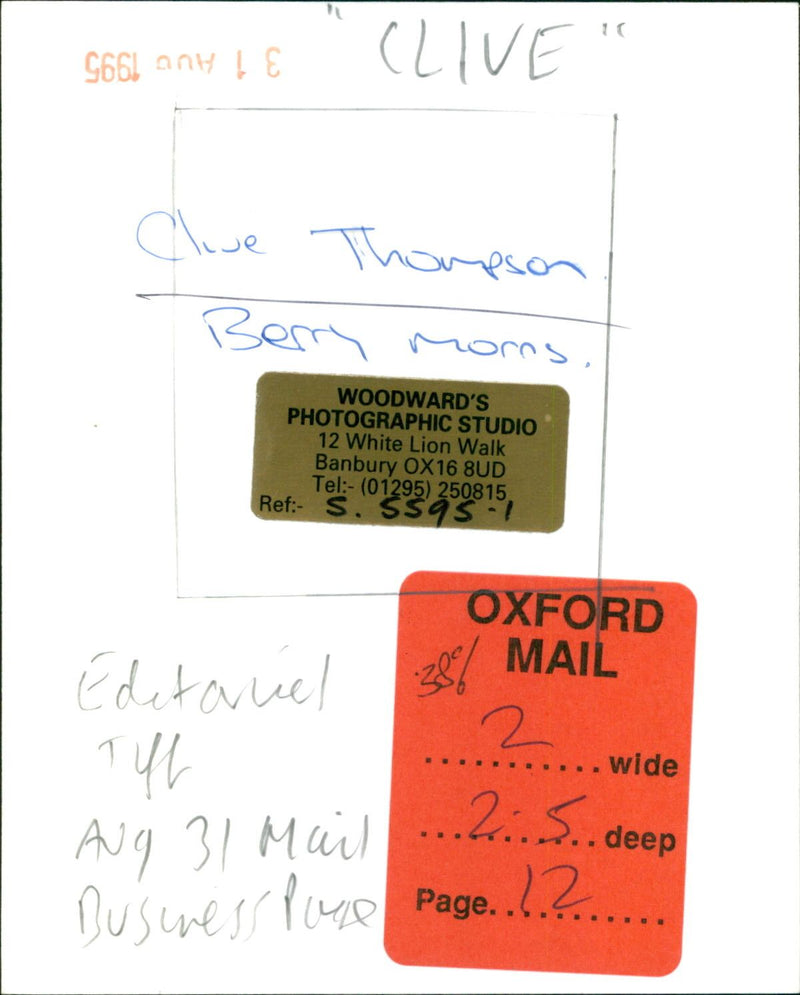 "CLIVE"
31 AUG 1995
Clive Thompson.
Berry Morris.
WOODWARD'S
PHOTOGRAPHIC STUDIO
12 White Lion Walk
Banbury OX16 8UD
Tel:- (01295) 250815
Ref:- S. 5595-1
OXFORD
MAIL
2 wide
2.5 deep
Page. 12
Editorial
Aug 31 Mail
Business Page